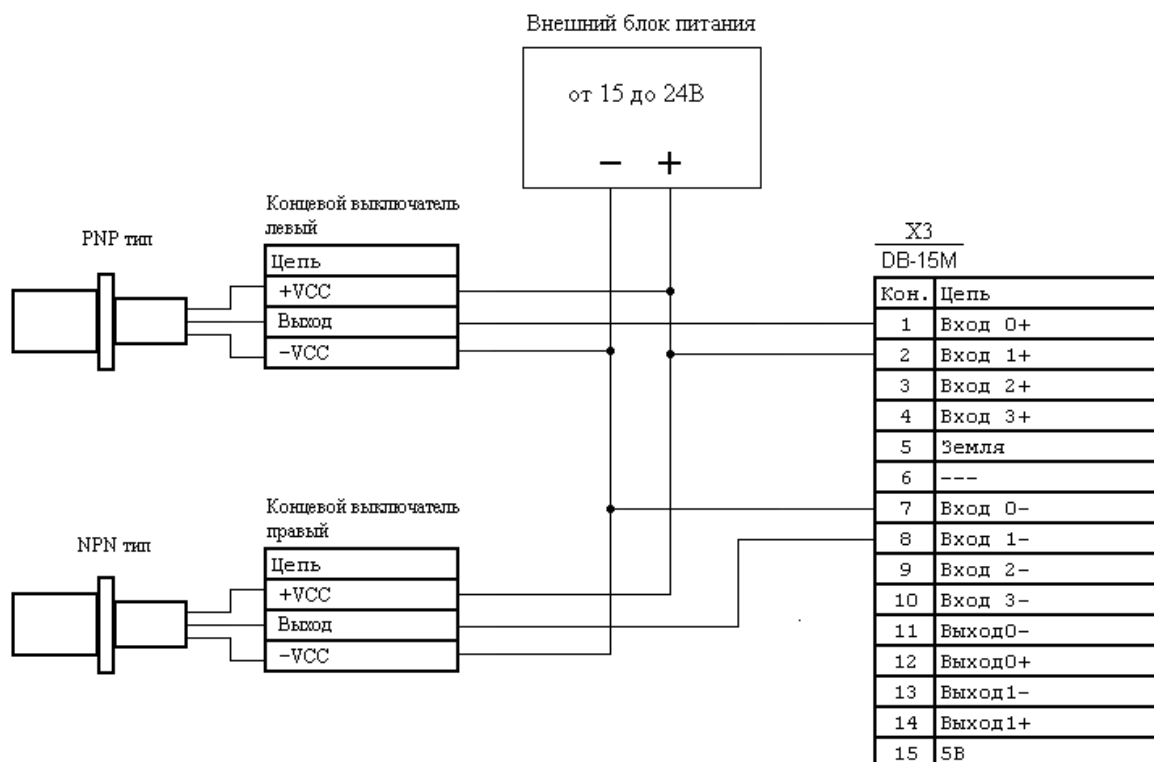 Внешний блок питания
от 15 до 24В
− +
Концевой выключатель
левый
PNP тип
Цепь
+VCC
Выход
−VCC
Концевой выключатель
правый
NPN тип
Цепь
+VCC
Выход
−VCC
X3
DB-15M
Кон. Цепь
1 Вход 0+
2 Вход 1+
3 Вход 2+
4 Вход 3+
5 Земля
6 ---
7 Вход 0-
8 Вход 1-
9 Вход 2-
10 Вход 3-
11 Выход0-
12 Выход0+
13 Выход1-
14 Выход1+
15 5В